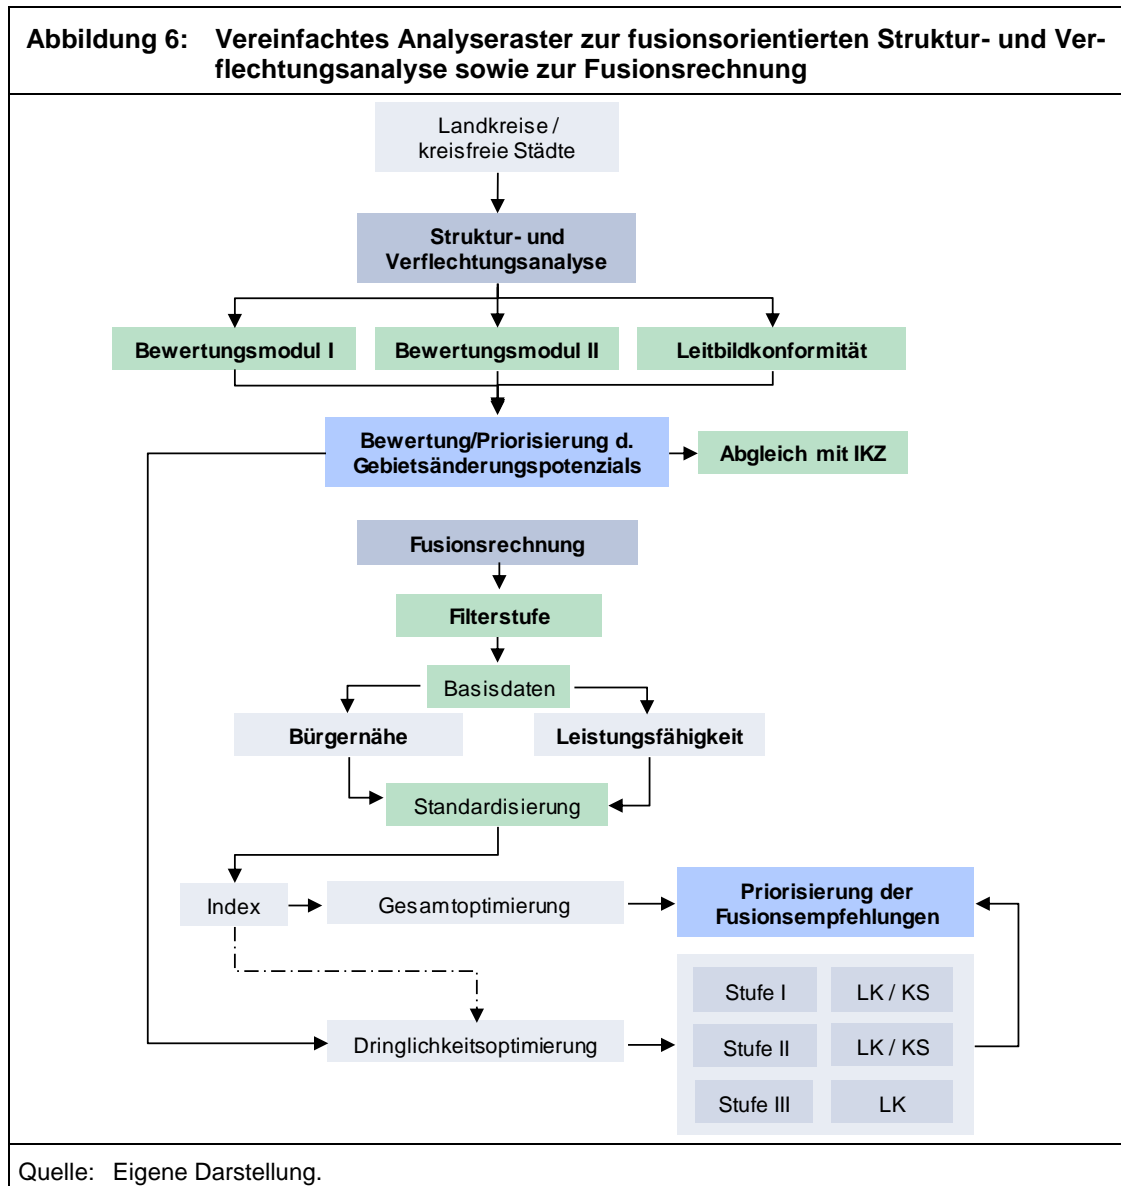 Abbildung 6: Vereinfachtes Analyseraster zur fusionsorientierten Struktur- und Ver-
flechtungsanalyse sowie zur Fusionsrechnung
Landkreise /
kreisfreie Städte
Struktur- und
Verflechtungsanalyse
Bewertungsmodul I
Bewertungsmodul II
Leitbildkonformität
Bewertung/Priorisierung d.
Gebietsänderungspotenzials
Abgleich mit IKZ
Fusionsrechnung
Filterstufe
Basisdaten
Bürgernähe
Leistungsfähigkeit
Standardisierung
Index
Gesamtoptimierung
Priorisierung der
Fusionsempfehlungen
Stufe I
LK / KS
Dringlichkeitsoptimierung
Stufe II
LK / KS
Stufe III
LK
Quelle: Eigene Darstellung.